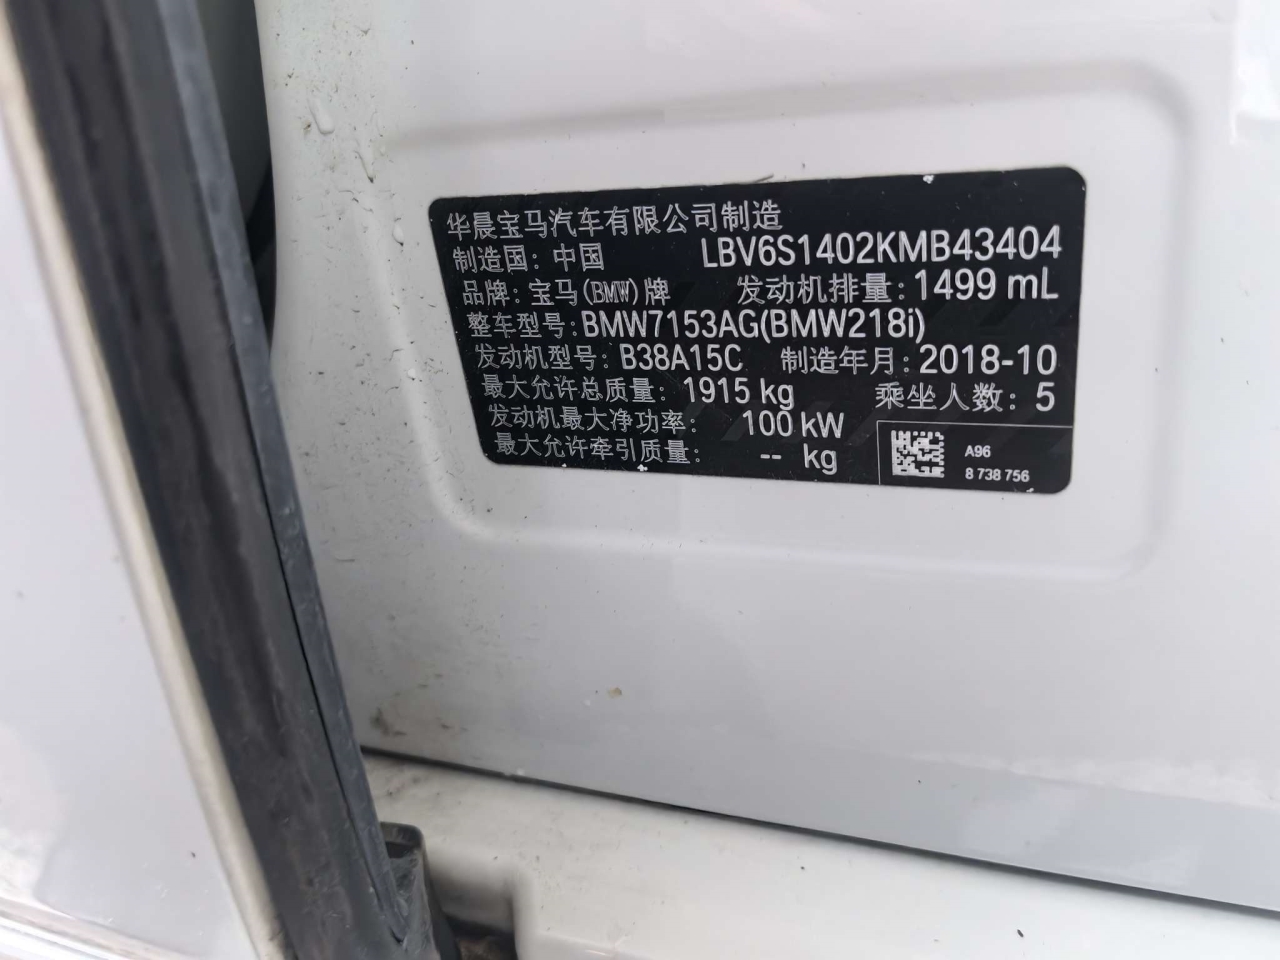 华晨宝马汽车有限公司制造
制造国: 中国 LBV6S1402KMB43404
品牌: 宝马(BMW)牌 发动机排量: 1499 mL
整车型号: BMW7153AG(BMW218i)
发动机型号: B38A15C 制造年月: 2018-10
最大允许总质量: 1915 kg 乘坐人数: 5
发动机最大净功率: 100 kW
最大允许牵引质量: -- kg
A96
8 738 756